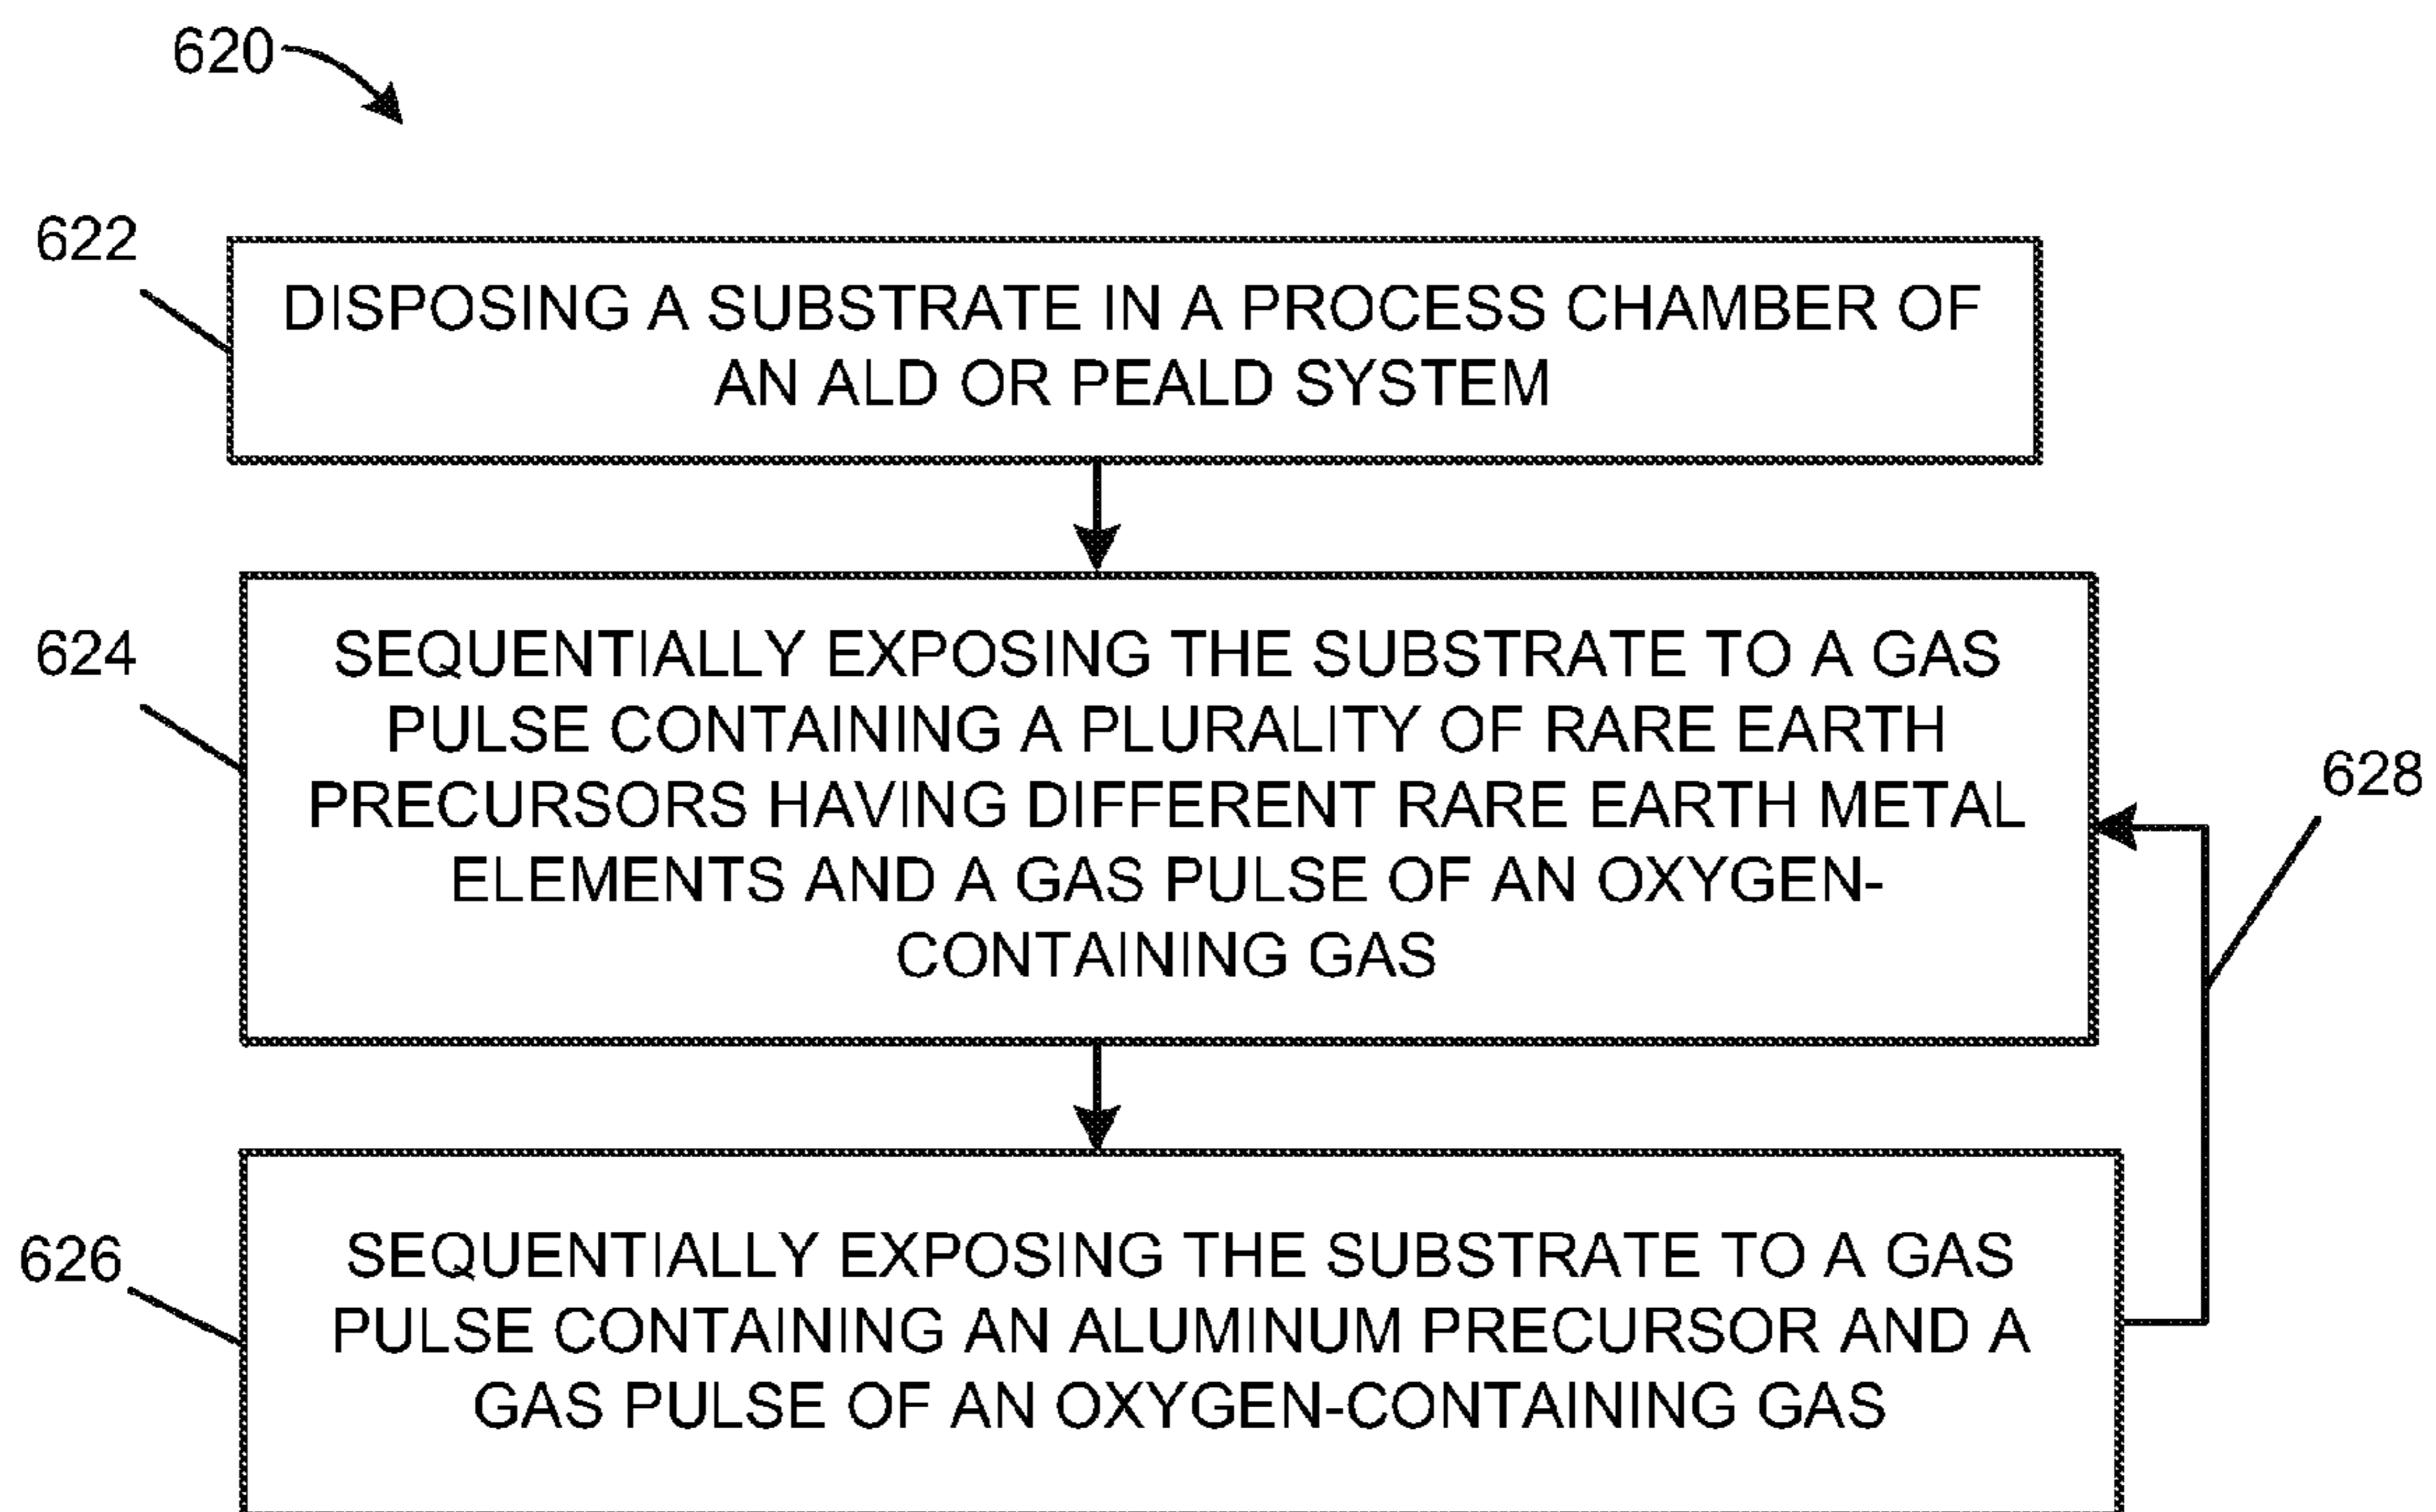 620
622
DISPOSING A SUBSTRATE IN A PROCESS CHAMBER OF
AN ALD OR PEALD SYSTEM
624
SEQUENTIALLY EXPOSING THE SUBSTRATE TO A GAS
PULSE CONTAINING A PLURALITY OF RARE EARTH
PRECURSORS HAVING DIFFERENT RARE EARTH METAL
ELEMENTS AND A GAS PULSE OF AN OXYGEN-
CONTAINING GAS
628
626
SEQUENTIALLY EXPOSING THE SUBSTRATE TO A GAS
PULSE CONTAINING AN ALUMINUM PRECURSOR AND A
GAS PULSE OF AN OXYGEN-CONTAINING GAS